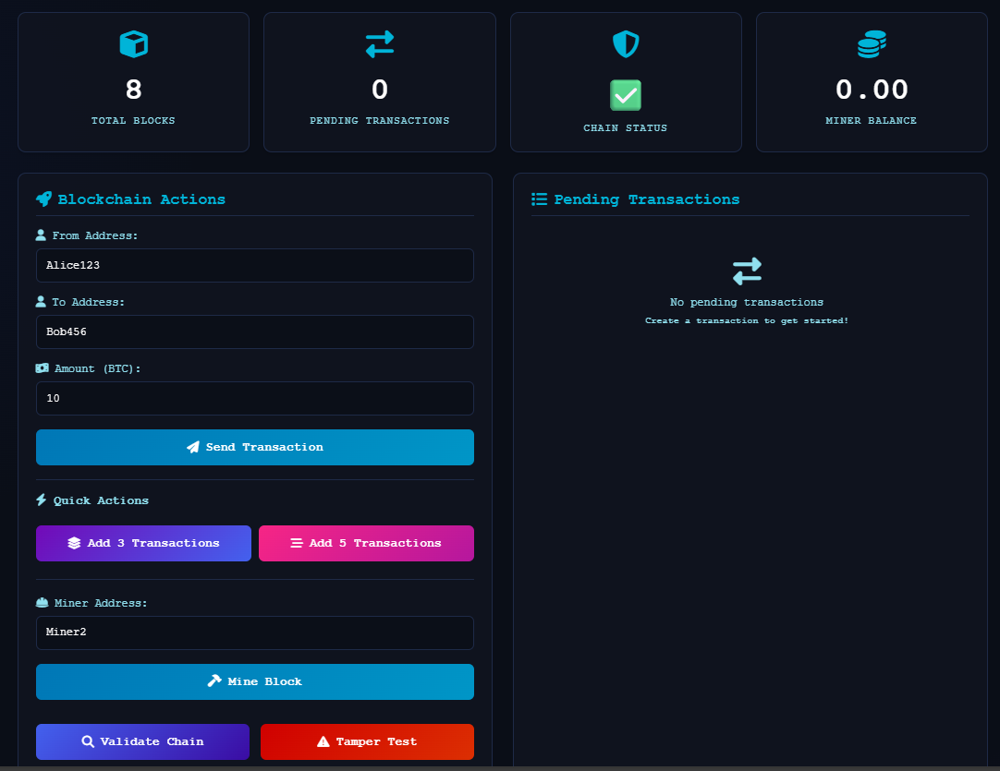 8
TOTAL BLOCKS
0
PENDING TRANSACTIONS
CHAIN STATUS
0.00
MINER BALANCE
Blockchain Actions
From Address:
Alice123
To Address:
Bob456
Amount (BTC):
10
Send Transaction
Quick Actions
Add 3 Transactions
Add 5 Transactions
Miner Address:
Miner2
Mine Block
Validate Chain
Tamper Test
Pending Transactions
No pending transactions
Create a transaction to get started!